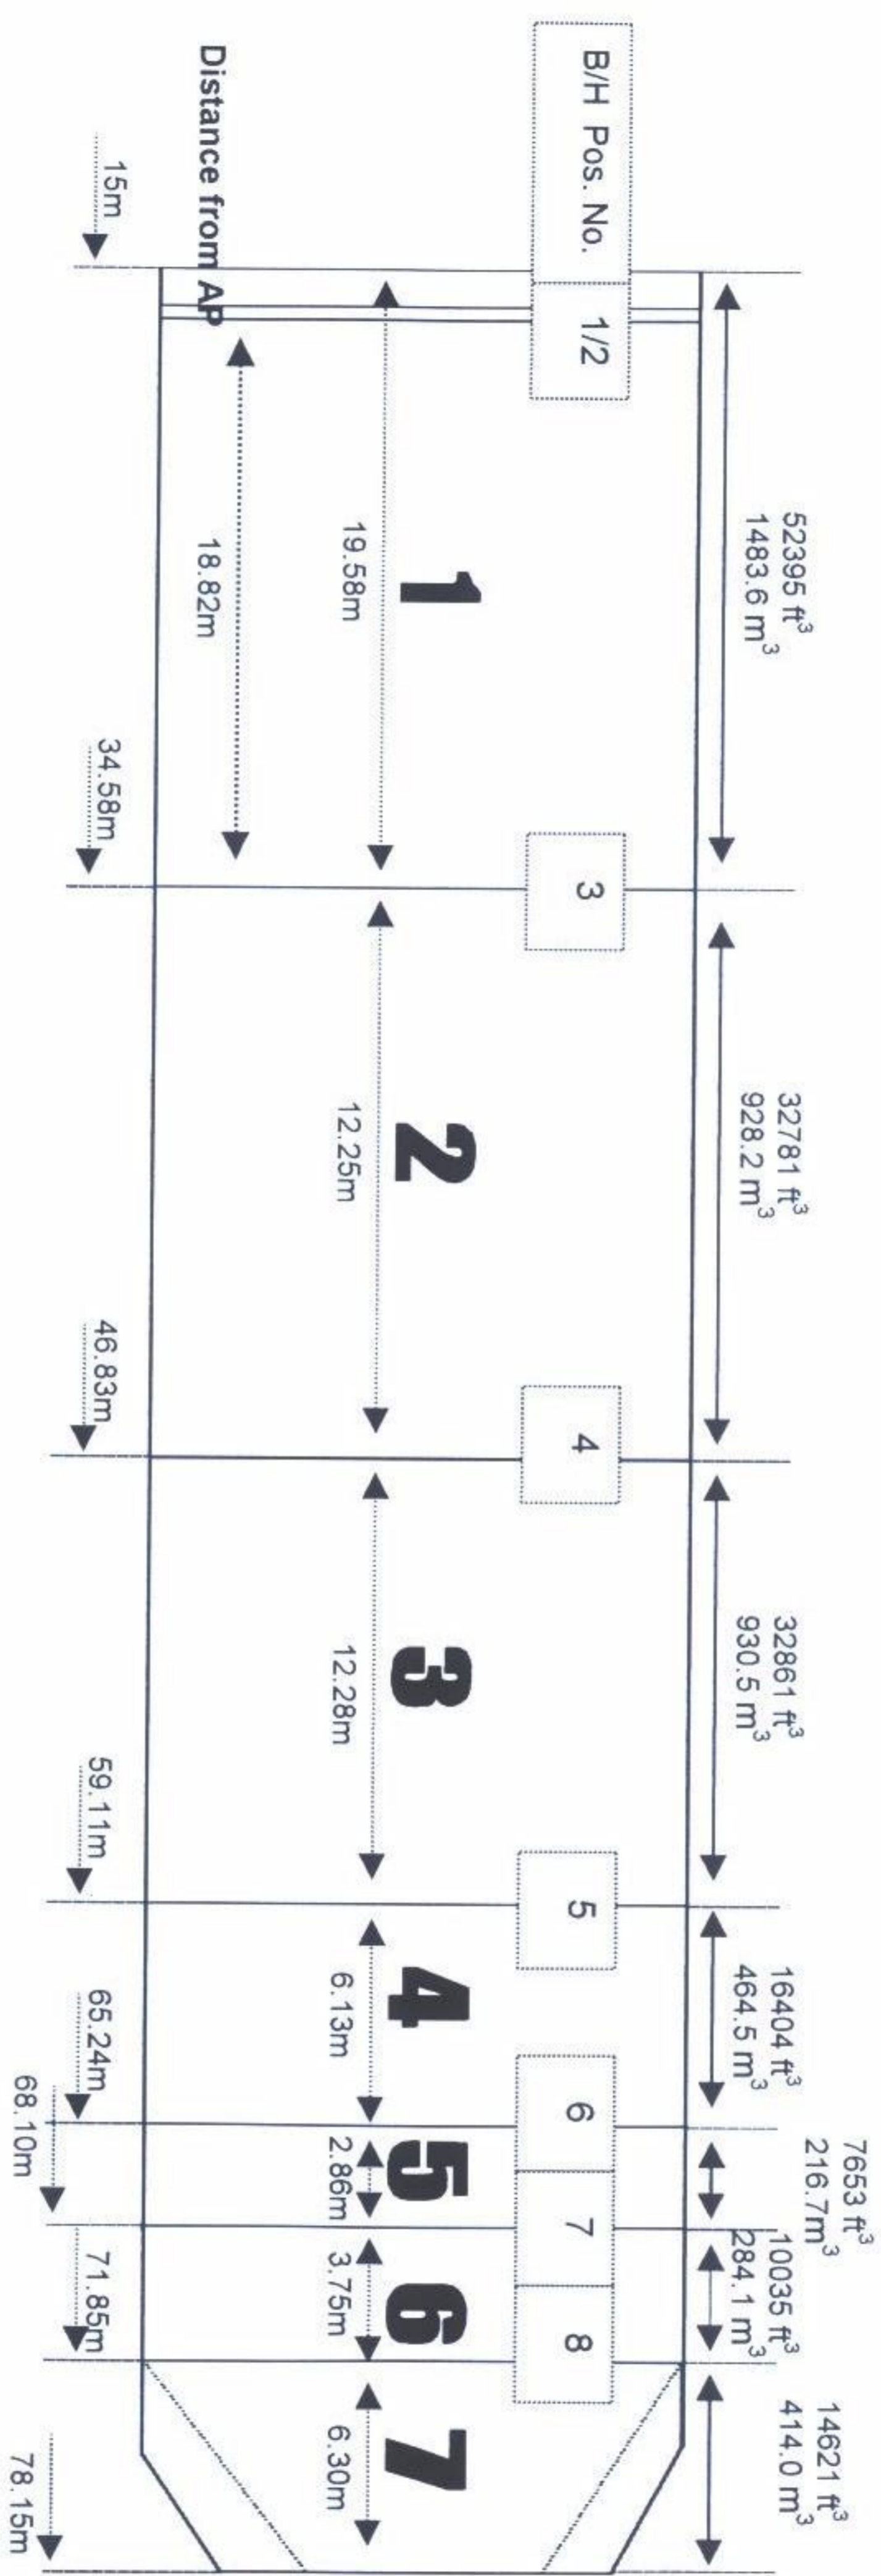 52395 ft³
1483.6 m³
32781 ft³
928.2 m³
32861 ft³
930.5 m³
16404 ft³
464.5 m³
7653 ft³
216.7m³
10035 ft³
284.1 m³
14621 ft³
414.0 m³
B/H Pos. No.
1/2
3
4
5
6
7
8
1
2
3
4
5
6
7
19.58m
12.25m
12.28m
6.13m
2.86m
3.75m
6.30m
18.82m
Distance from AP
15m
34.58m
46.83m
59.11m
65.24m
68.10m
71.85m
78.15m